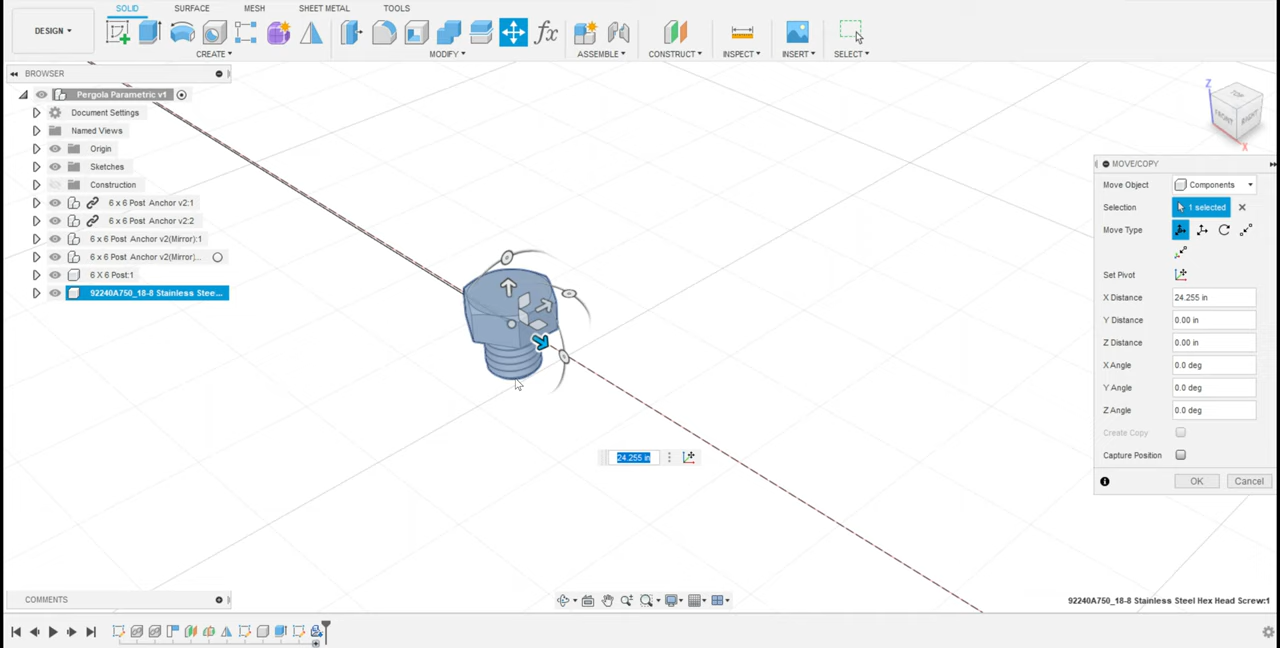 SOLID SURFACE MESH SHEET METAL TOOLS
DESIGN
CREATE MODIFY ASSEMBLE CONSTRUCT INSPECT INSERT SELECT
BROWSER
Pergola Parametric v1
Document Settings
Named Views
Origin
Sketches
Construction
6 x 6 Post Anchor v2:1
6 x 6 Post Anchor v2:2
6 x 6 Post Anchor v2(Mirror):1
6 x 6 Post Anchor v2(Mirror)...
6 X 6 Post:1
92240A750_18-8 Stainless Stee...
Z
TOP
FRONT
RIGHT
X
MOVE/COPY
Move Object Components
Selection 1 selected
Move Type
Set Pivot
X Distance 24.255 in
Y Distance 0.00 in
Z Distance 0.00 in
X Angle 0.0 deg
Y Angle 0.0 deg
Z Angle 0.0 deg
Create Copy
Capture Position
OK Cancel
24.255 in
COMMENTS
92240A750_18-8 Stainless Steel Hex Head Screw:1